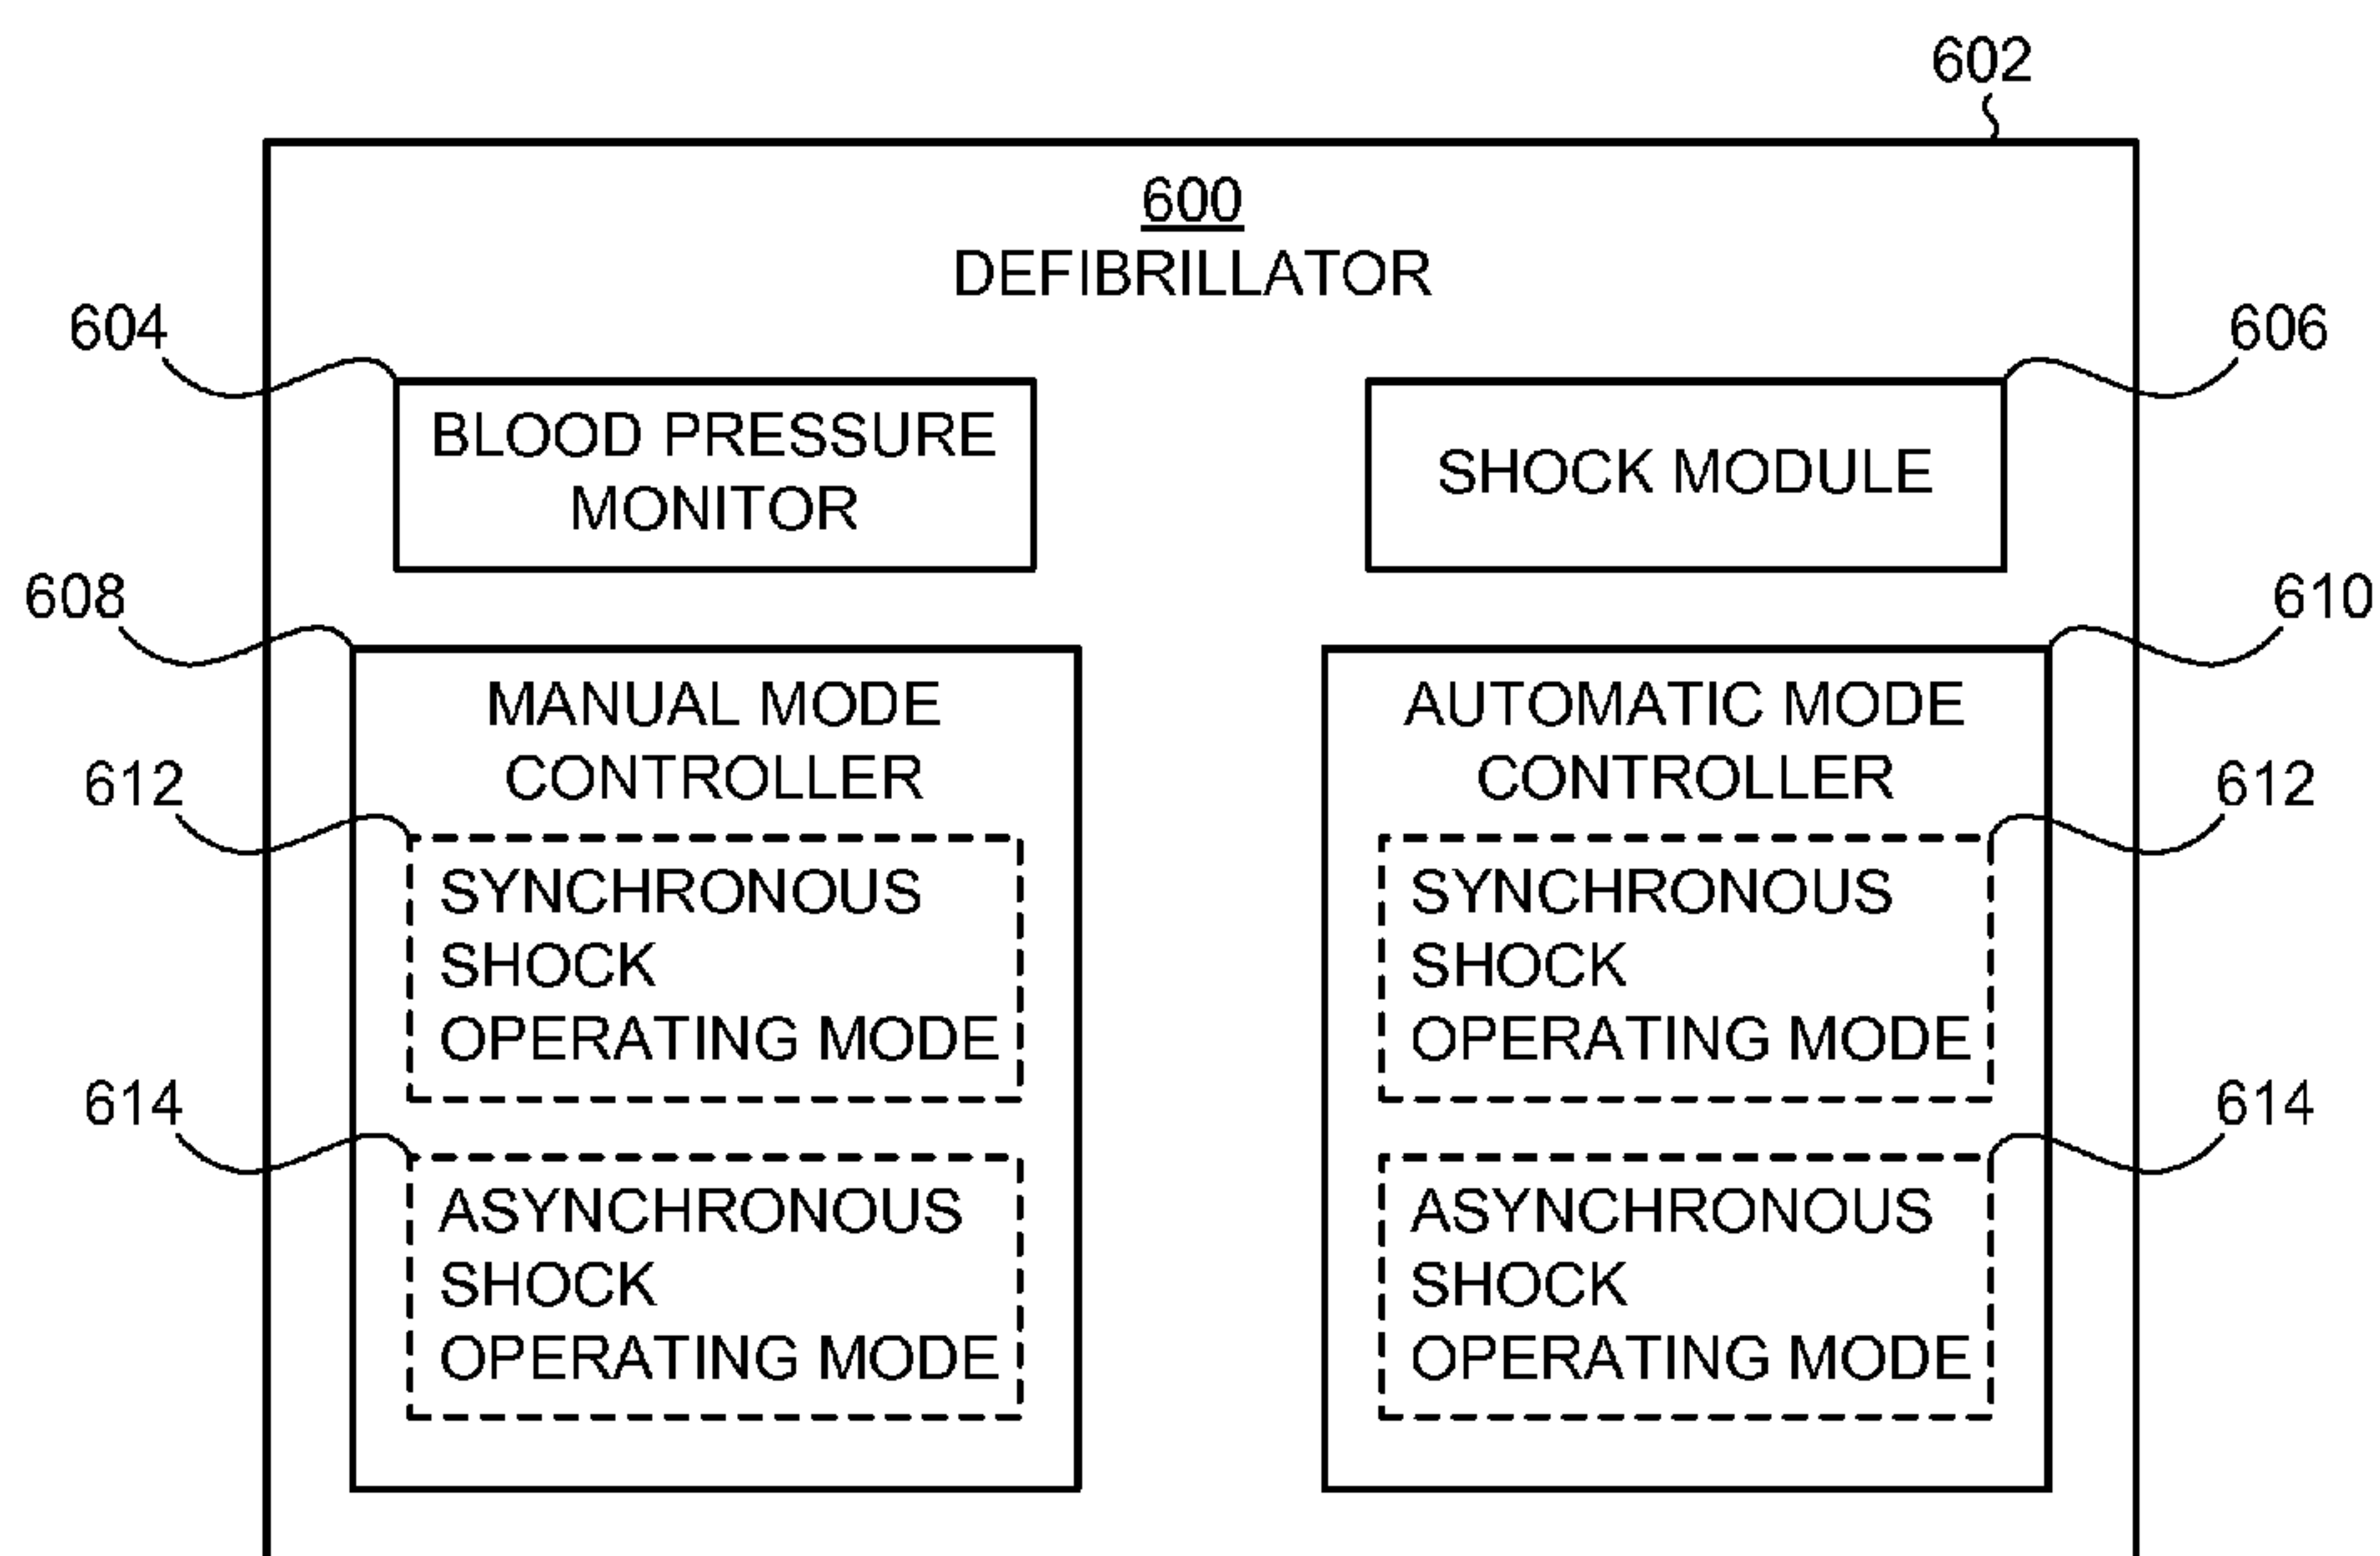 602
600
DEFIBRILLATOR
604
606
BLOOD PRESSURE
MONITOR
SHOCK MODULE
608
610
MANUAL MODE
CONTROLLER
AUTOMATIC MODE
CONTROLLER
612
612
SYNCHRONOUS
SHOCK
OPERATING MODE
SYNCHRONOUS
SHOCK
OPERATING MODE
614
614
ASYNCHRONOUS
SHOCK
OPERATING MODE
ASYNCHRONOUS
SHOCK
OPERATING MODE